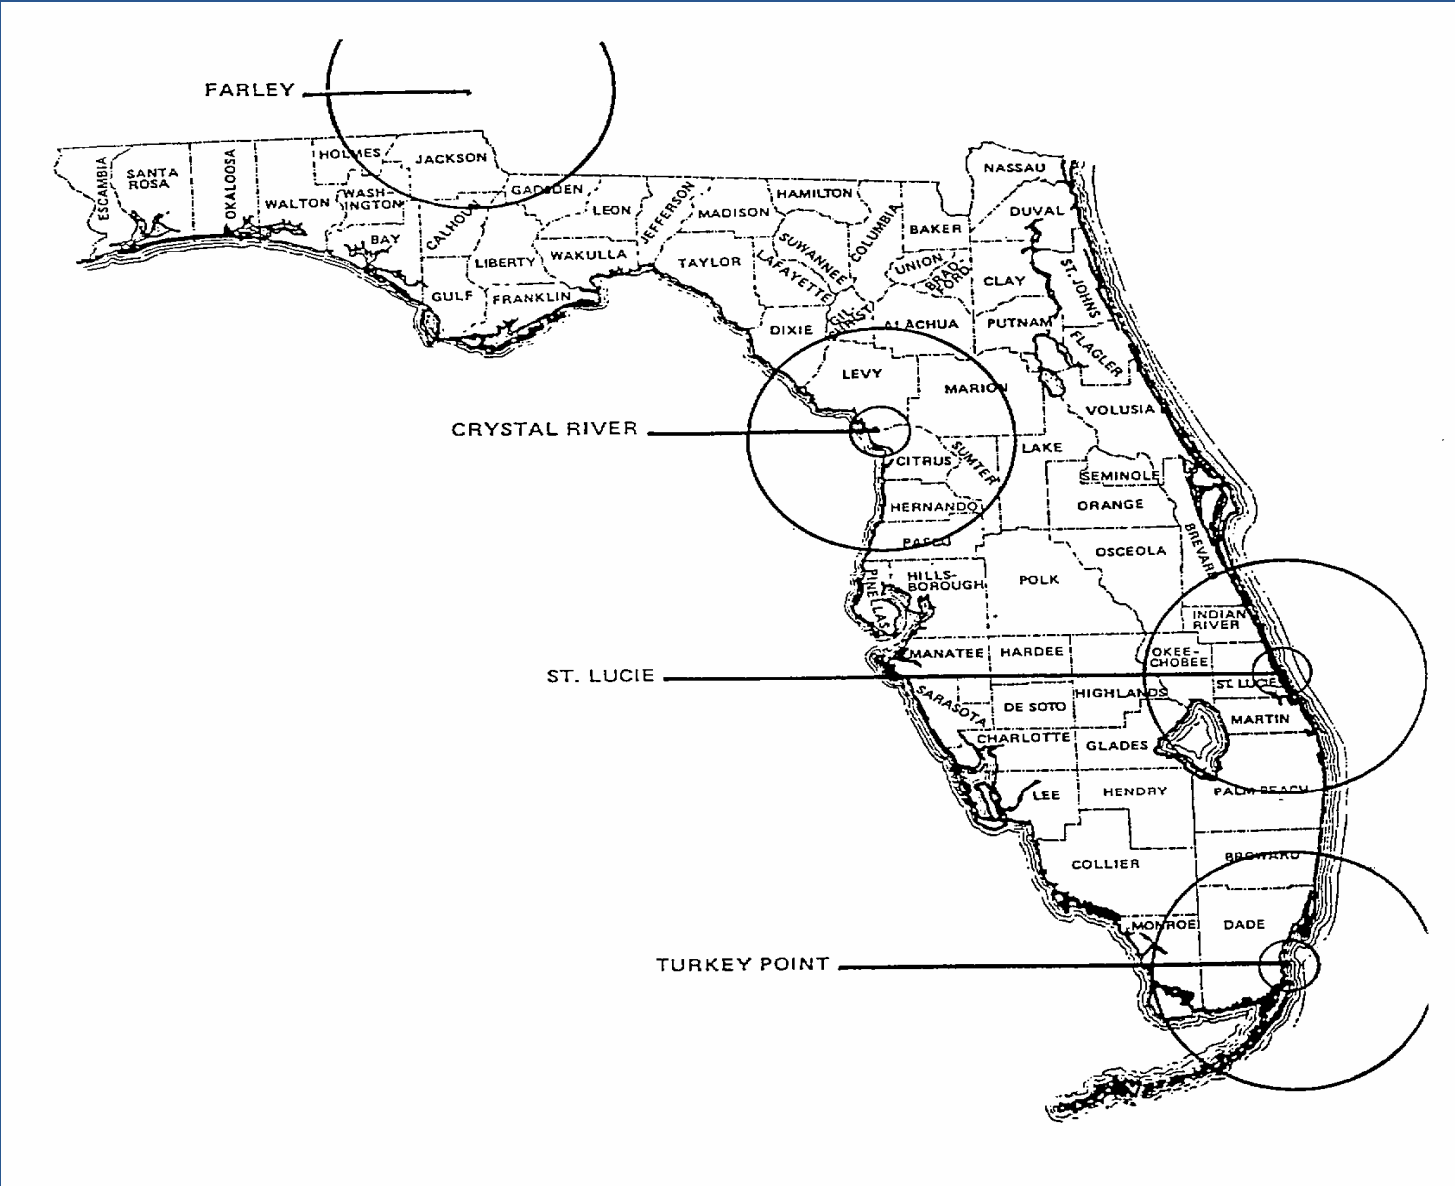 FARLEY
ESCAMBIA
SANTA
ROSA
OKALOOSA
WALTON
HOLMES
WASH-
INGTON
BAY
JACKSON
CALHOUN
GULF
GADSDEN
LIBERTY
FRANKLIN
LEON
WAKULLA
JEFFERSON
MADISON
TAYLOR
HAMILTON
SUWANNEE
LAFAYETTE
DIXIE
COLUMBIA
GIL-
CHRIST
BAKER
UNION
BRAD-
FORD
NASSAU
DUVAL
CLAY
ST. JOHNS
ALACHUA
PUTNAM
FLAGLER
LEVY
MARION
VOLUSIA
CRYSTAL RIVER
CITRUS
SUMTER
LAKE
SEMINOLE
ORANGE
HERNANDO
PASCO
BREVARD
OSCEOLA
PINELLAS
HILLS-
BOROUGH
POLK
INDIAN
RIVER
MANATEE
HARDEE
OKEE-
CHOBEE
ST. LUCIE
ST. LUCIE
SARASOTA
DE SOTO
HIGHLANDS
MARTIN
CHARLOTTE
GLADES
LEE
HENDRY
PALM BEACH
COLLIER
BROWARD
MONROE
DADE
TURKEY POINT